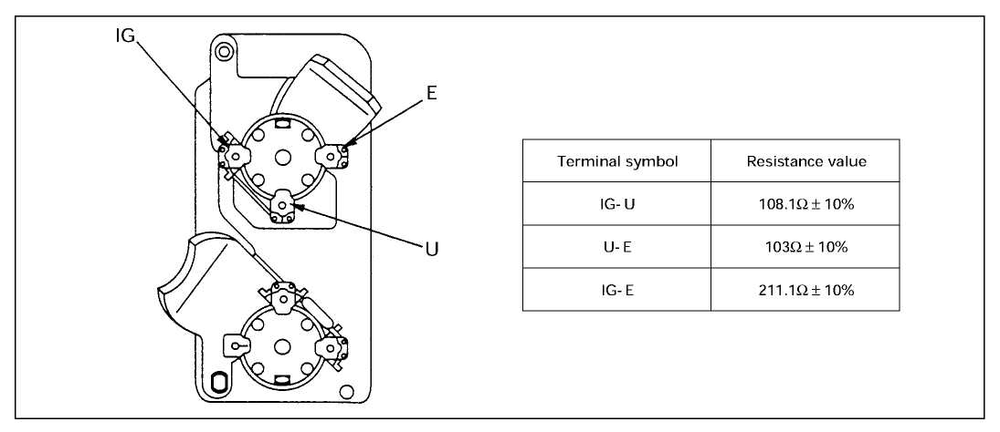 IG
E
U
Terminal symbol Resistance value
IG- U 108.1Ω ± 10%
U- E 103Ω ± 10%
IG- E 211.1Ω ± 10%